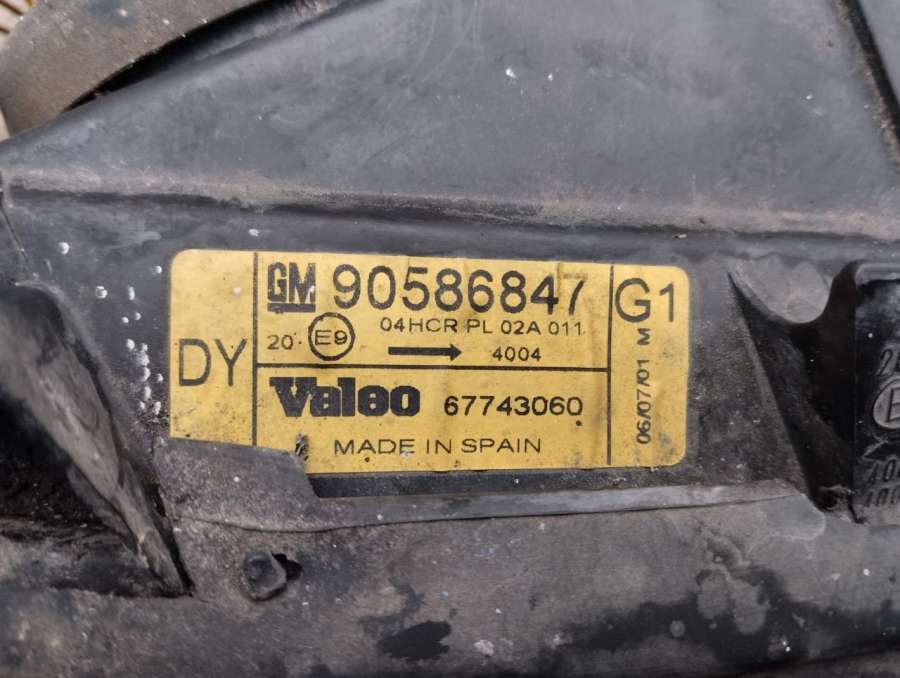 GM 90586847
04HCR PL 02A 011
20 E9 4004
DY
G1
Valeo 67743060
MADE IN SPAIN
06/07/01 M